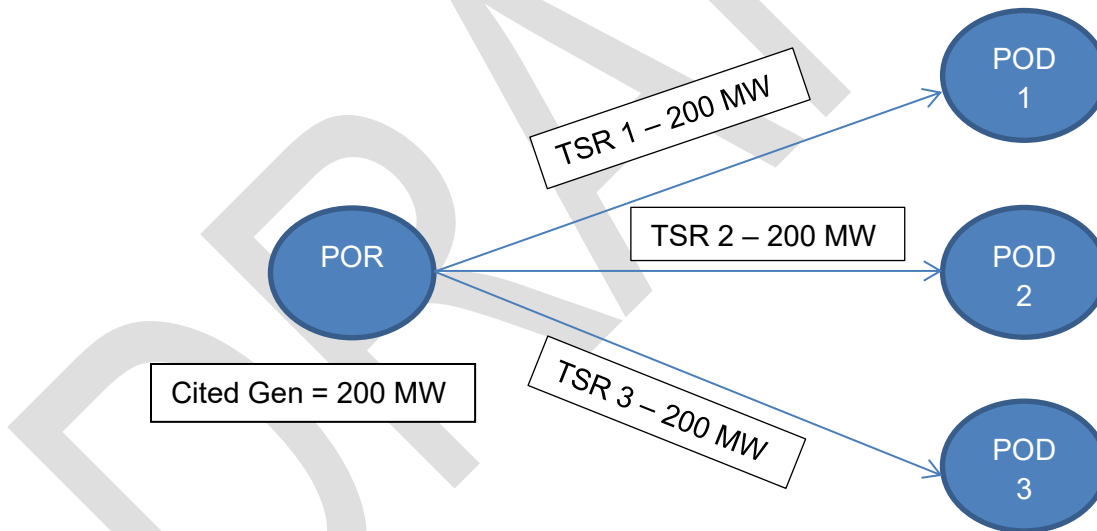 POD
1
TSR 1 – 200 MW
TSR 2 – 200 MW
POR
POD
2
Cited Gen = 200 MW
TSR 3 – 200 MW
POD
3